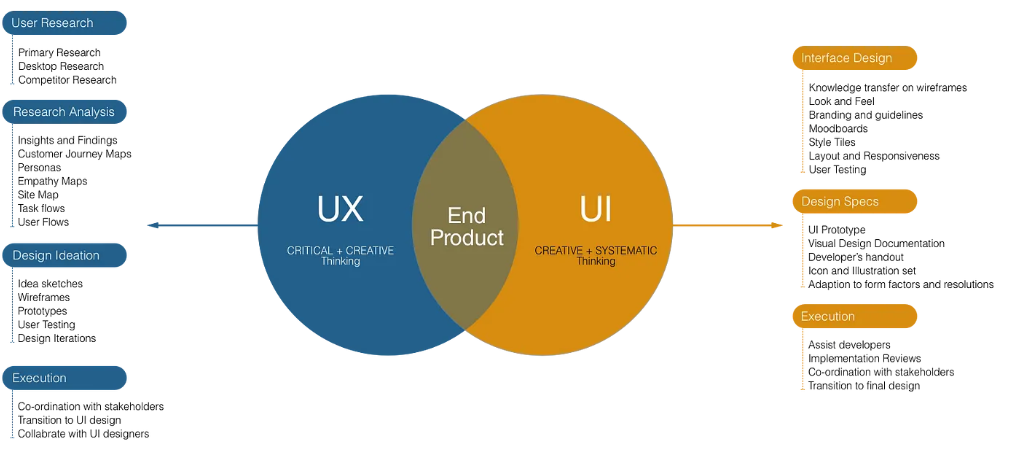 User Research
Primary Research
Desktop Research
Competitor Research
Research Analysis
Insights and Findings
Customer Journey Maps
Personas
Empathy Maps
Site Map
Task flows
User Flows
Design Ideation
Idea sketches
Wireframes
Prototypes
User Testing
Design Iterations
Execution
Co-ordination with stakeholders
Transition to UI design
Collabrate with UI designers
UX
CRITICAL + CREATIVE
Thinking
End
Product
UI
CREATIVE + SYSTEMATIC
Thinking
Interface Design
Knowledge transfer on wireframes
Look and Feel
Branding and guidelines
Moodboards
Style Tiles
Layout and Responsiveness
User Testing
Design Specs
UI Prototype
Visual Design Documentation
Developer's handout
Icon and Illustration set
Adaption to form factors and resolutions
Execution
Assist developers
Implementation Reviews
Co-ordination with stakeholders
Transition to final design